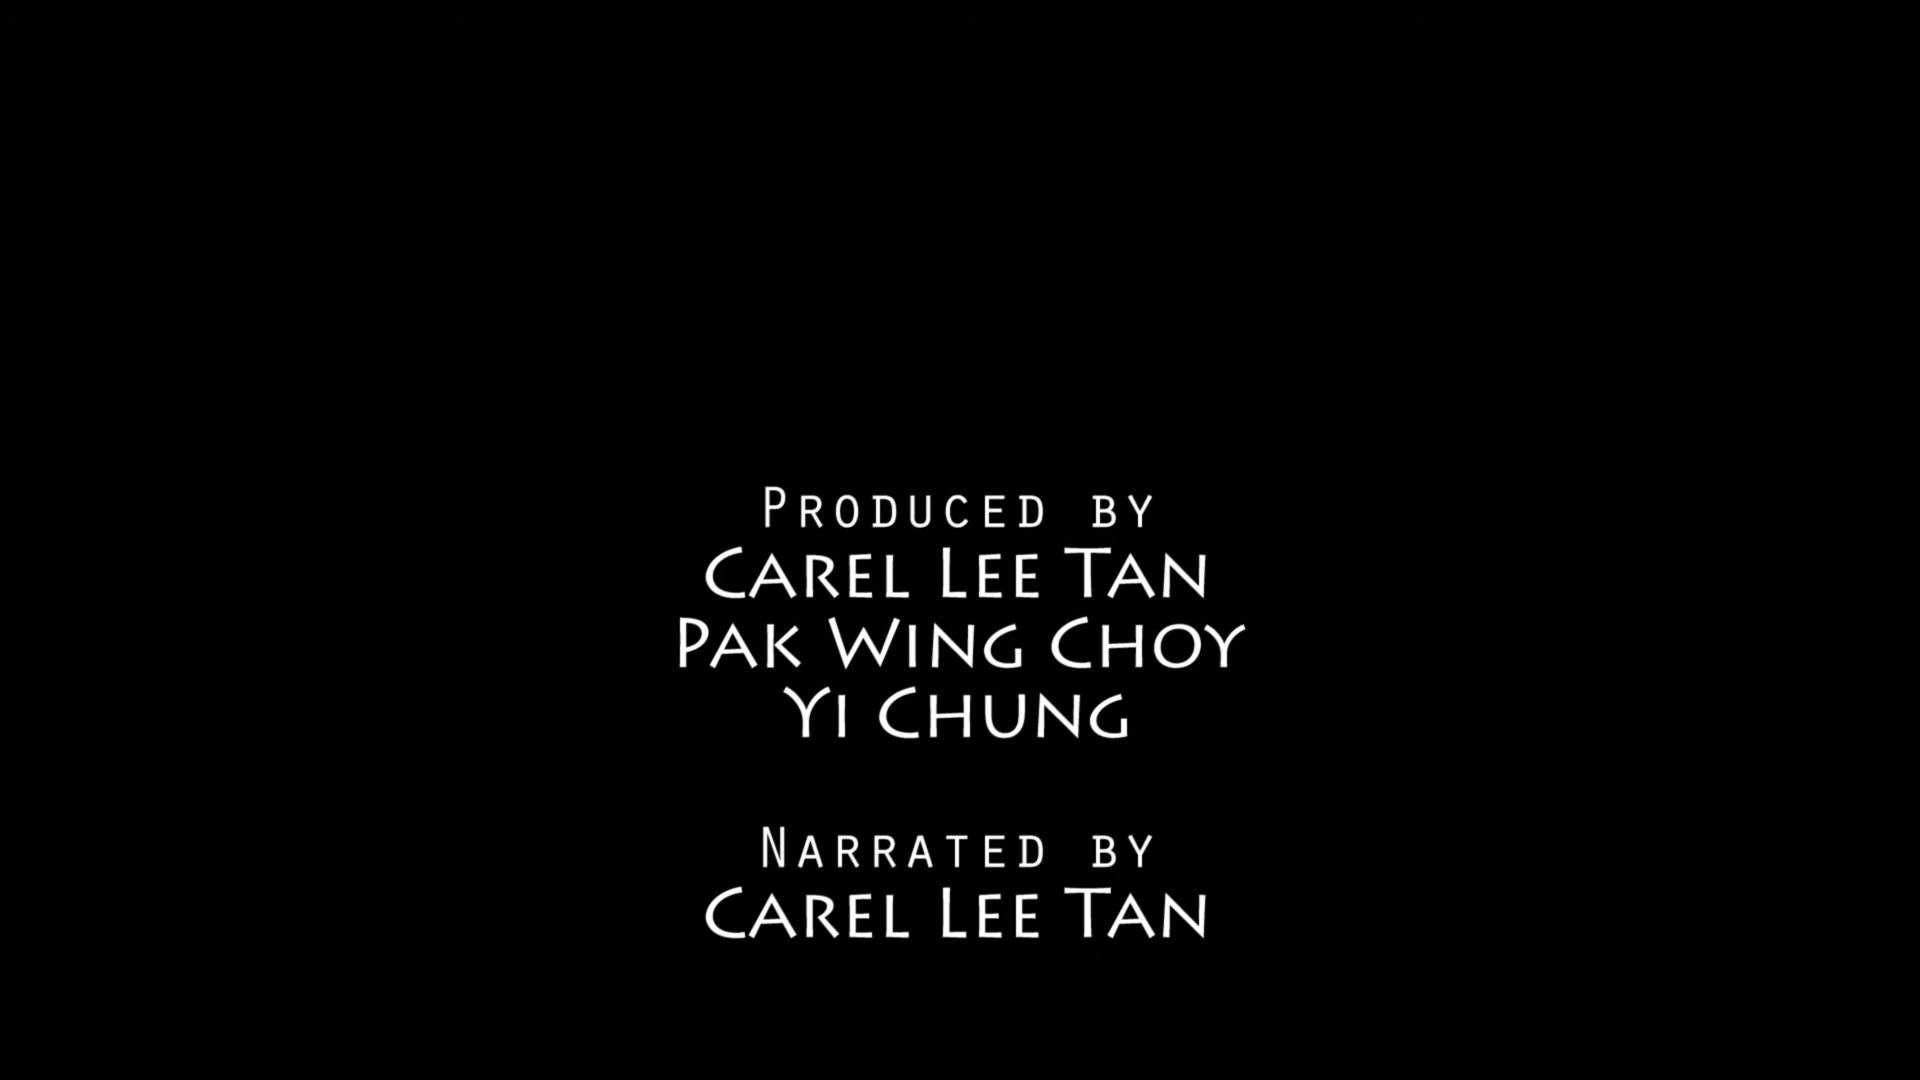 Produced by
Carel Lee Tan
Pak Wing Choy
Yi Chung
Narrated by
Carel Lee Tan